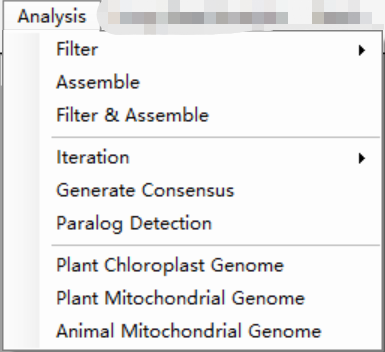 Analysis
Filter
Assemble
Filter & Assemble
Iteration
Generate Consensus
Paralog Detection
Plant Chloroplast Genome
Plant Mitochondrial Genome
Animal Mitochondrial Genome